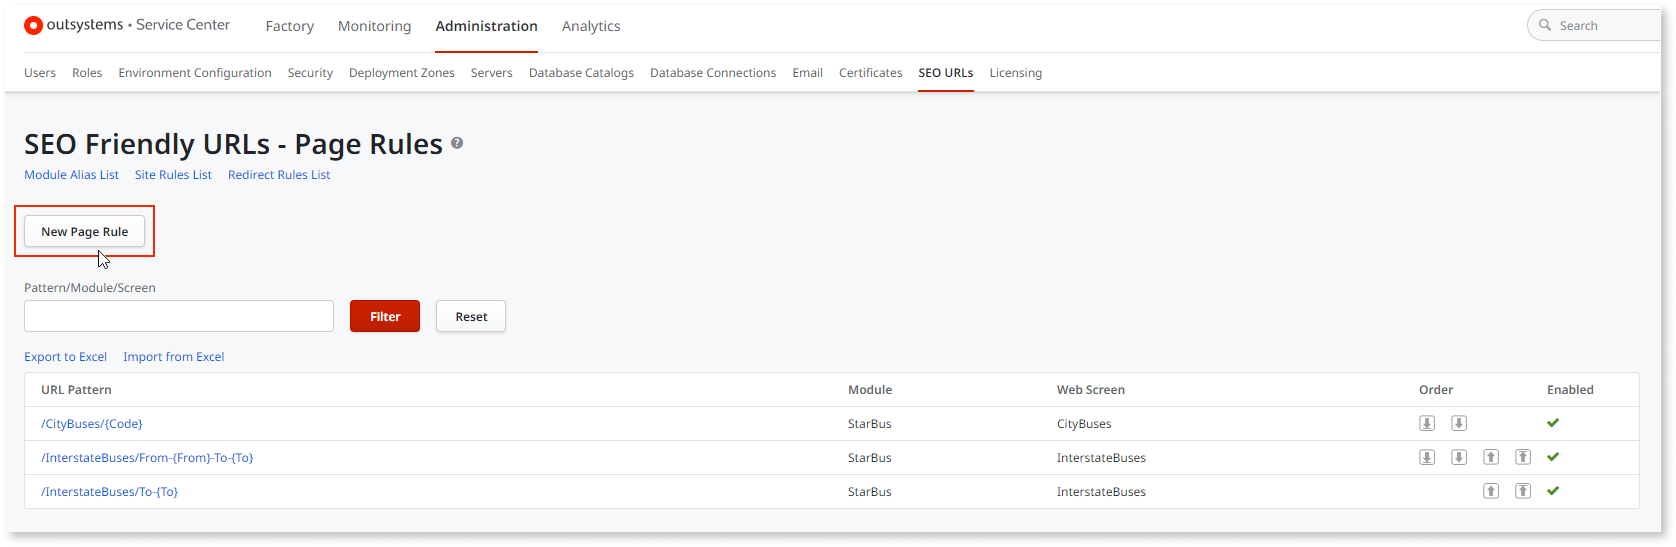 outsystems • Service Center Factory Monitoring Administration Analytics Search
Users Roles Environment Configuration Security Deployment Zones Servers Database Catalogs Database Connections Email Certificates SEO URLs Licensing
SEO Friendly URLs - Page Rules ?
Module Alias List Site Rules List Redirect Rules List
New Page Rule
Pattern/Module/Screen
Filter Reset
Export to Excel Import from Excel
URL Pattern Module Web Screen Order Enabled
/CityBuses/{Code} StarBus CityBuses
/InterstateBuses/From-{From}-To-{To} StarBus InterstateBuses
/InterstateBuses/To-{To} StarBus InterstateBuses